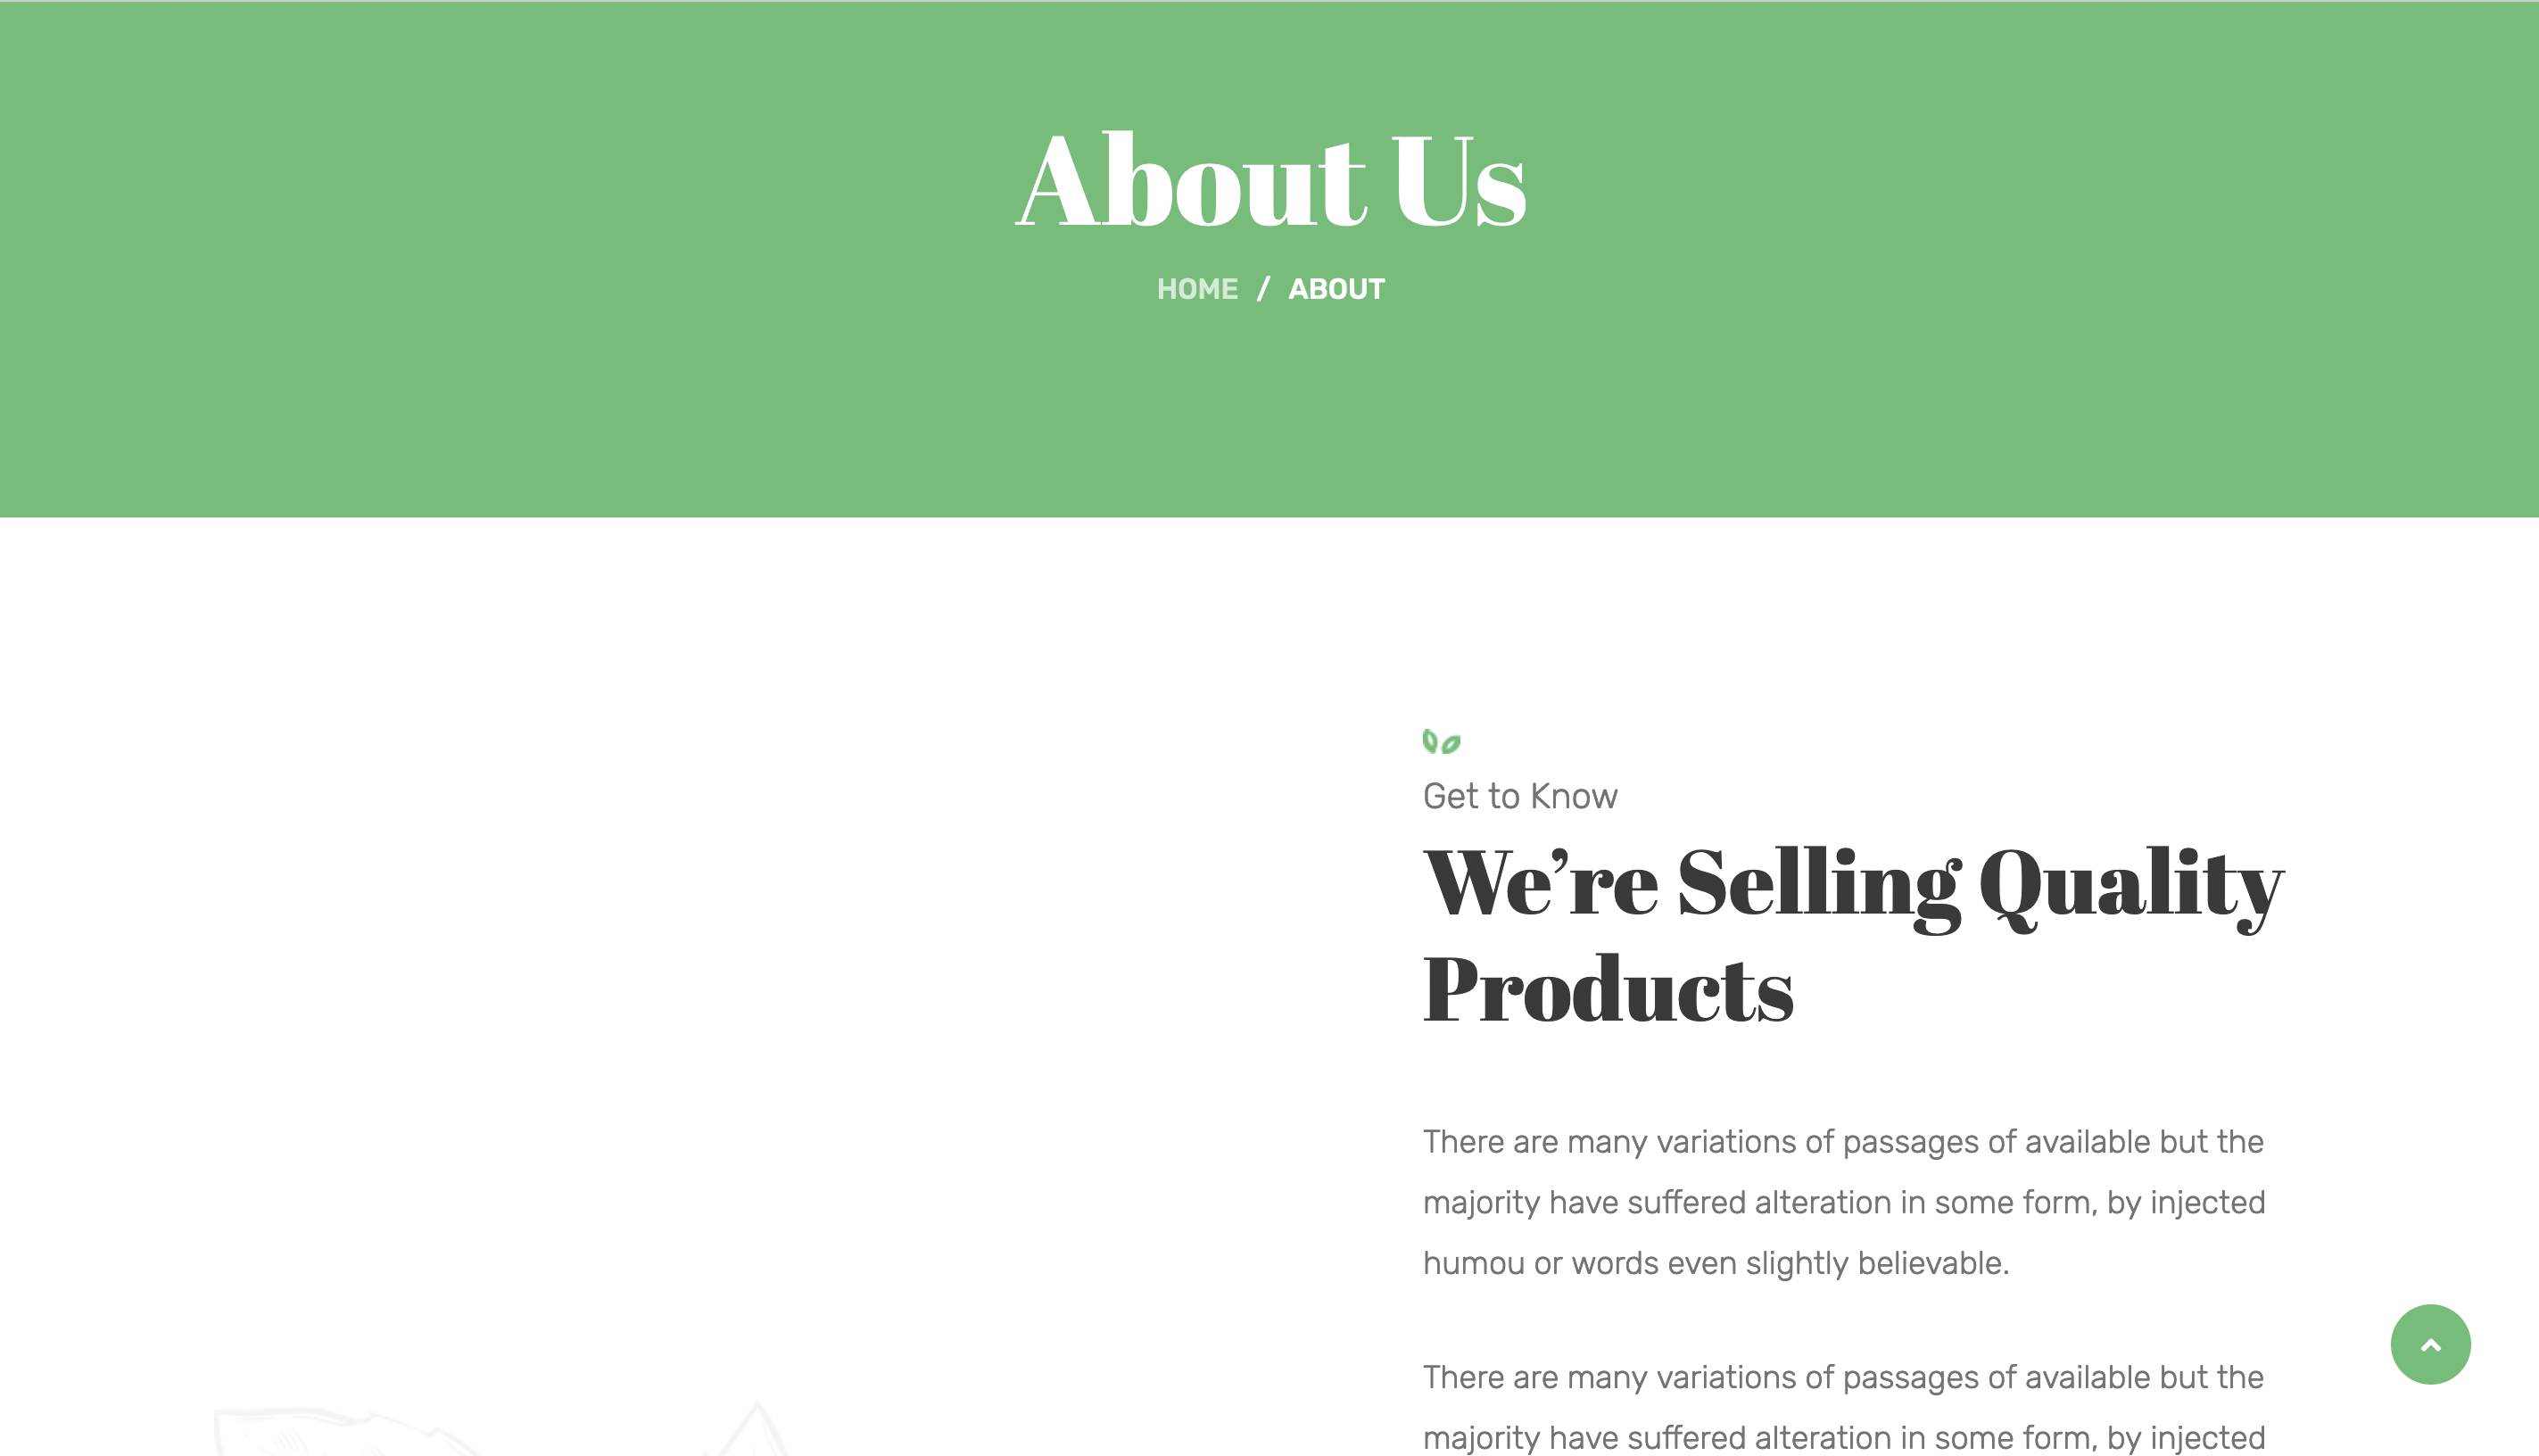 About Us
HOME / ABOUT
Get to Know
We’re Selling Quality
Products
There are many variations of passages of available but the
majority have suffered alteration in some form, by injected
humou or words even slightly believable.
There are many variations of passages of available but the
majority have suffered alteration in some form, by injected